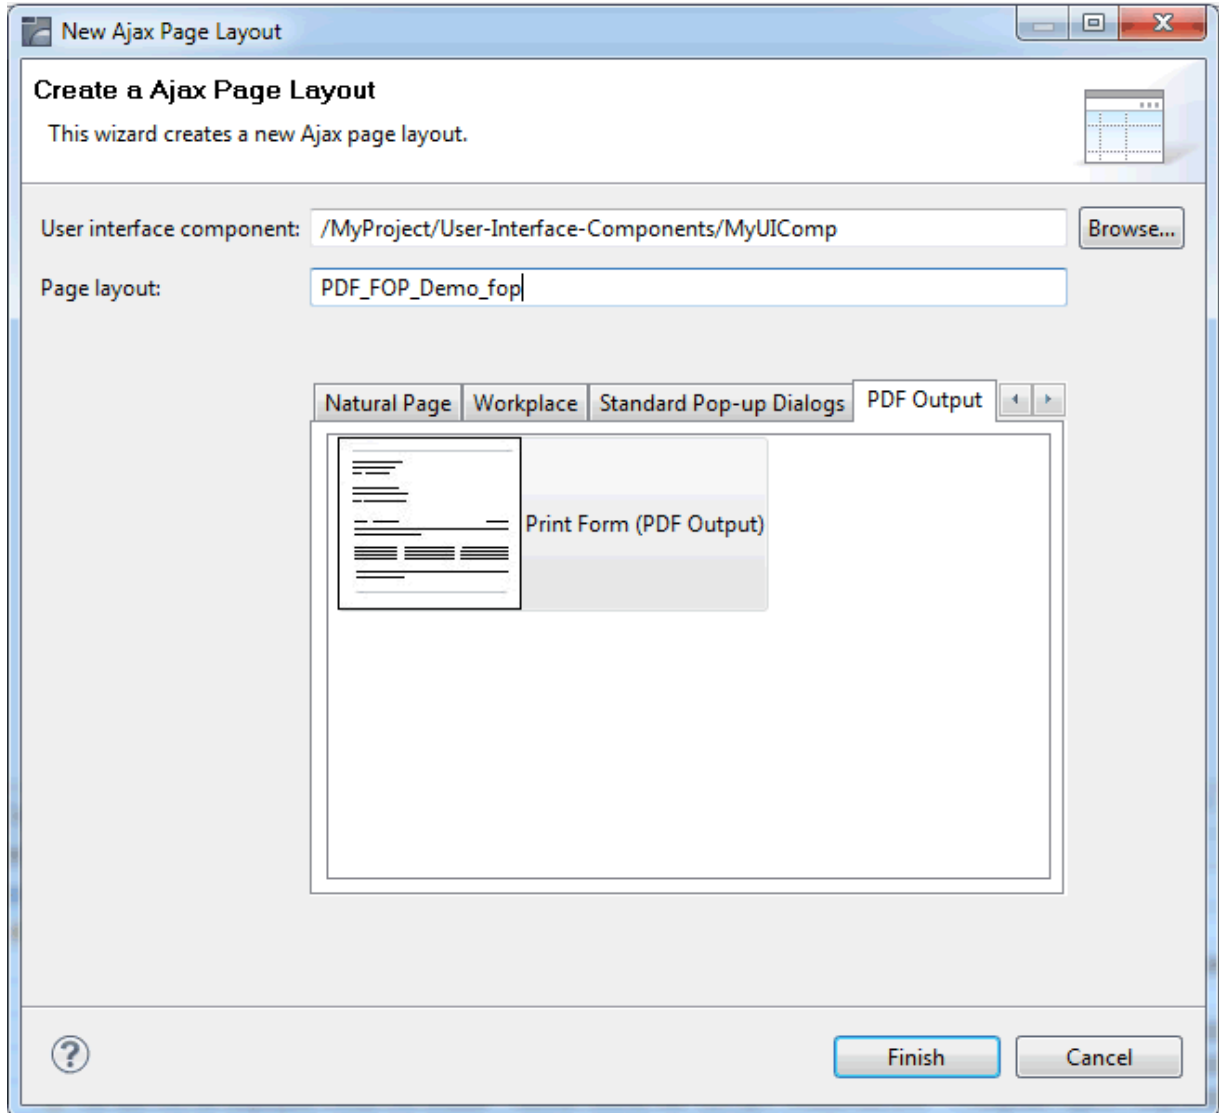 New Ajax Page Layout
Create a Ajax Page Layout
This wizard creates a new Ajax page layout.
User interface component: /MyProject/User-Interface-Components/MyUIComp Browse...
Page layout: PDF_FOP_Demo_fop
Natural Page Workplace Standard Pop-up Dialogs PDF Output
Print Form (PDF Output)
? Finish Cancel